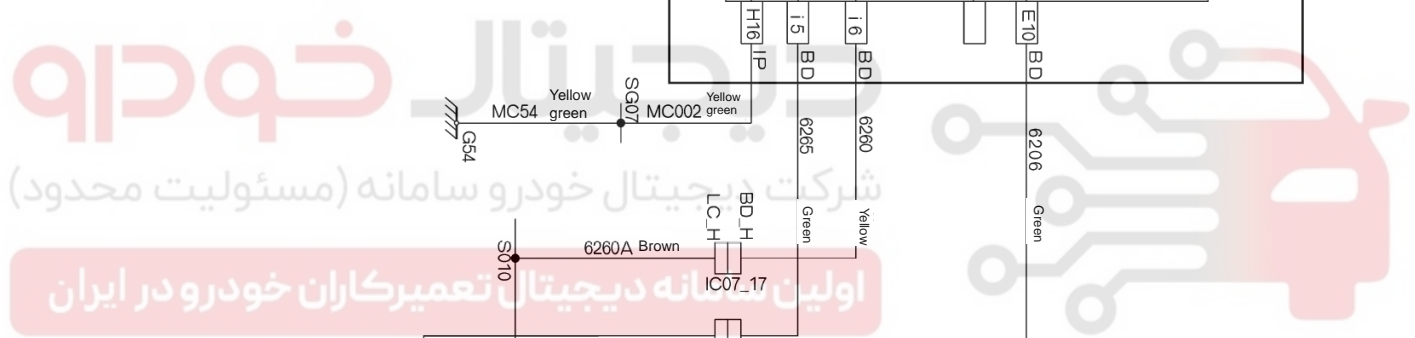 H16
i5
i6
E10
IP
BD
BD
BD
دیجیتال خودرو
SG07
MC54
Yellow
green
MC002
Yellow
green
G54
6265
6260
6206
شرکت دیجیتال خودرو سامانه (مسئولیت محدود)
LC_H
BD_H
Green
Yellow
Green
S010
6260A Brown
IC07_17
اولین سامانه دیجیتال تعمیرکاران خودرو در ایران